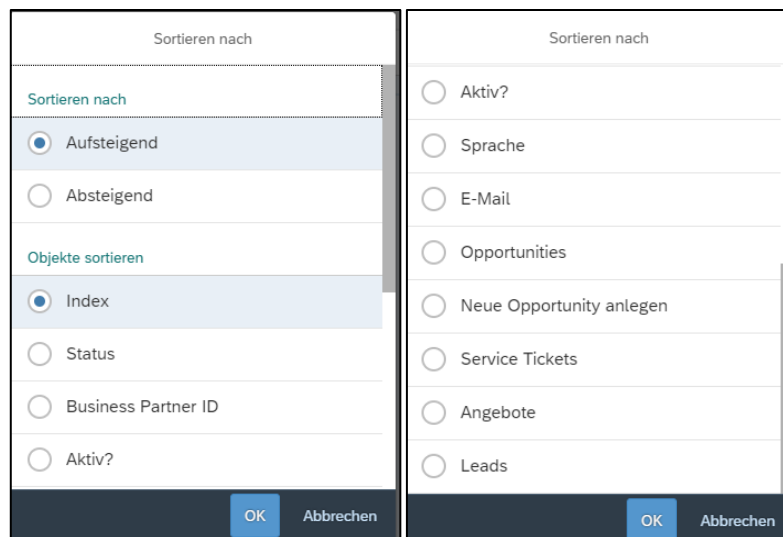 Sortieren nach
Sortieren nach
Aufsteigend
Absteigend
Objekte sortieren
Index
Status
Business Partner ID
Aktiv?
OK Abbrechen
Sortieren nach
Aktiv?
Sprache
E-Mail
Opportunities
Neue Opportunity anlegen
Service Tickets
Angebote
Leads
OK Abbrechen